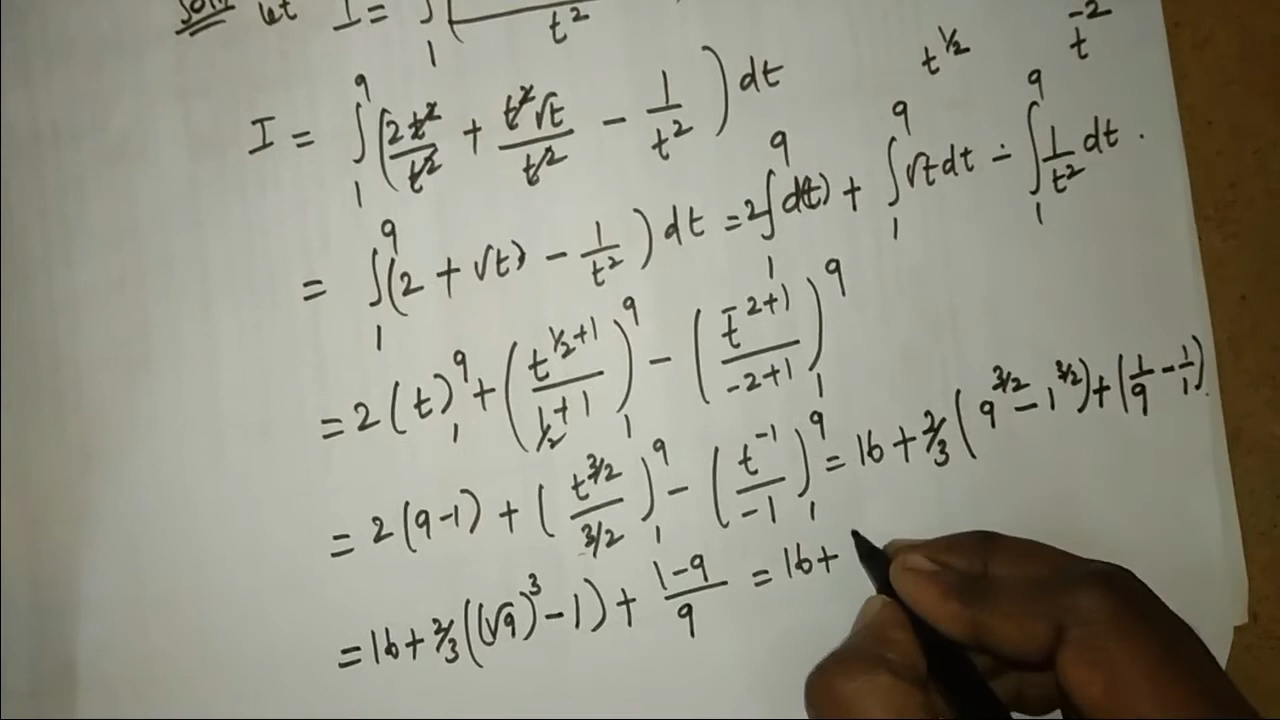 Soln let I = ∫₁ ( t²
t^½ t^-2
I = ∫₁⁹ (2t²/t² + t²√t/t² − 1/t²) dt
= ∫₁⁹ (2 + √t) − 1/t²) dt = 2∫₁⁹ dt) + ∫₁⁹ √t dt − ∫₁⁹ 1/t² dt .
= 2(t)₁⁹ + (t^(½+1)/(½+1))₁⁹ − (t^(-2+1)/(-2+1))₁⁹
= 2(9-1) + (t^(3/2)/(3/2))₁⁹ − (t^-1/-1)₁⁹ = 16 + 2/3 (9^(3/2) − 1^(3/2)) + (1/9 − 1/1).
= 16 + 2/3((√9)³ − 1) + (1-9)/9 = 16 +